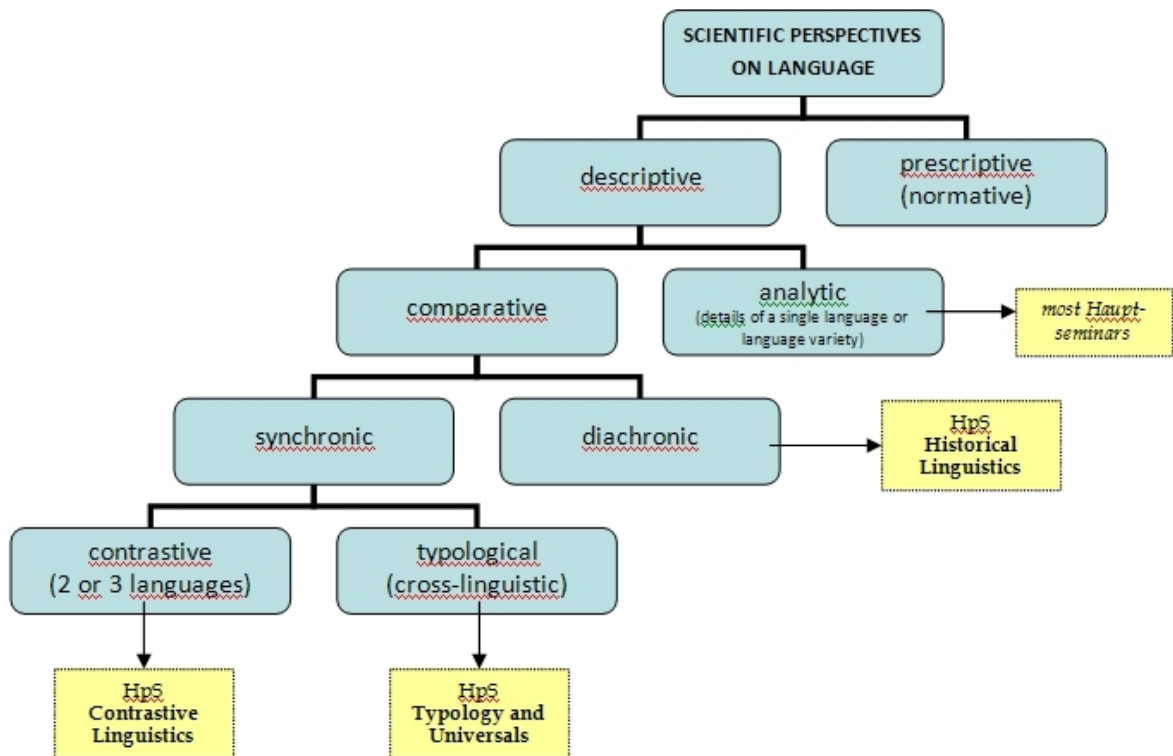 SCIENTIFIC PERSPECTIVES
ON LANGUAGE
descriptive
prescriptive
(normative)
comparative
analytic
(details of a single language or
language variety)
most Haupt-
seminars
synchronic
diachronic
HpS
Historical
Linguistics
contrastive
(2 or 3 languages)
typological
(cross-linguistic)
HpS
Contrastive
Linguistics
HpS
Typology and
Universals